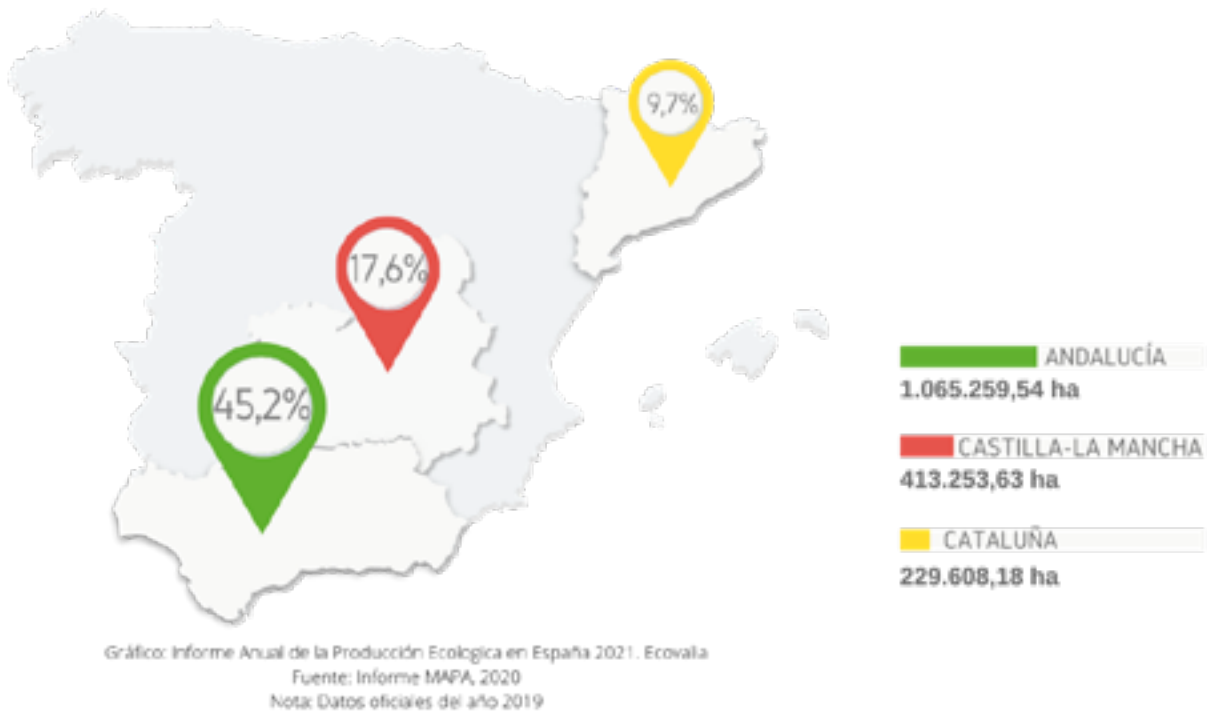 9,7%
17,6%
45,2%
ANDALUCÍA
1.065.259,54 ha
CASTILLA-LA MANCHA
413.253,63 ha
CATALUÑA
229.608,18 ha
Gráfico: Informe Anual de la Producción Ecologica en España 2021. Ecovalia
Fuente: Informe MAPA, 2020
Nota: Datos oficiales del año 2019